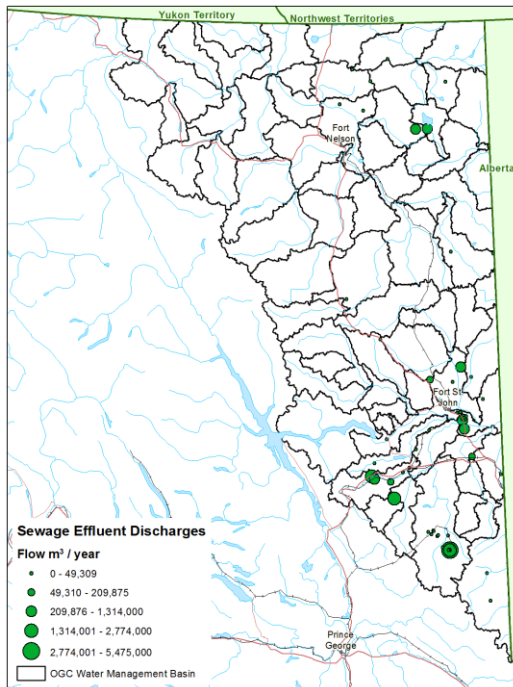 Yukon Territory
Northwest Territories
Fort
Nelson
Alberta
Fort St
John
Sewage Effluent Discharges
Flow m³ / year
0 - 49,309
49,310 - 209,875
209,876 - 1,314,000
1,314,001 - 2,774,000
2,774,001 - 5,475,000
OGC Water Management Basin
Prince
George